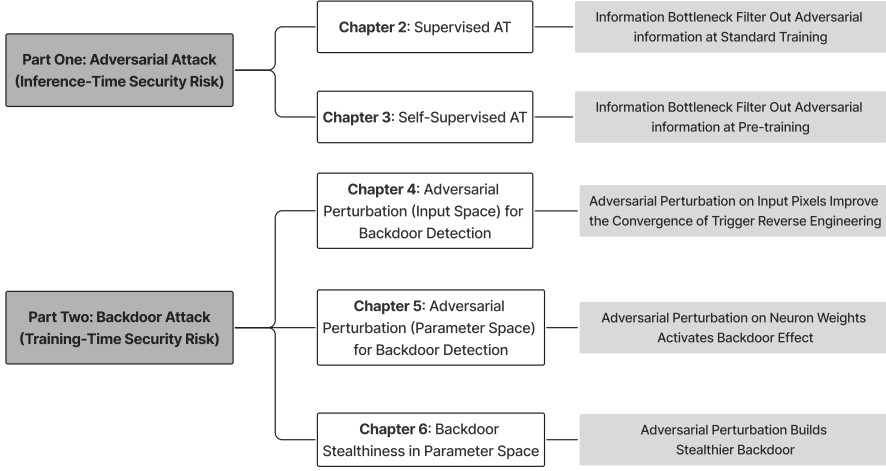 Part One: Adversarial Attack
(Inference-Time Security Risk)
Chapter 2: Supervised AT
Information Bottleneck Filter Out Adversarial
information at Standard Training
Chapter 3: Self-Supervised AT
Information Bottleneck Filter Out Adversarial
information at Pre-training
Part Two: Backdoor Attack
(Training-Time Security Risk)
Chapter 4: Adversarial
Perturbation (Input Space) for
Backdoor Detection
Adversarial Perturbation on Input Pixels Improve
the Convergence of Trigger Reverse Engineering
Chapter 5: Adversarial
Perturbation (Parameter Space)
for Backdoor Detection
Adversarial Perturbation on Neuron Weights
Activates Backdoor Effect
Chapter 6: Backdoor
Stealthiness in Parameter Space
Adversarial Perturbation Builds
Stealthier Backdoor